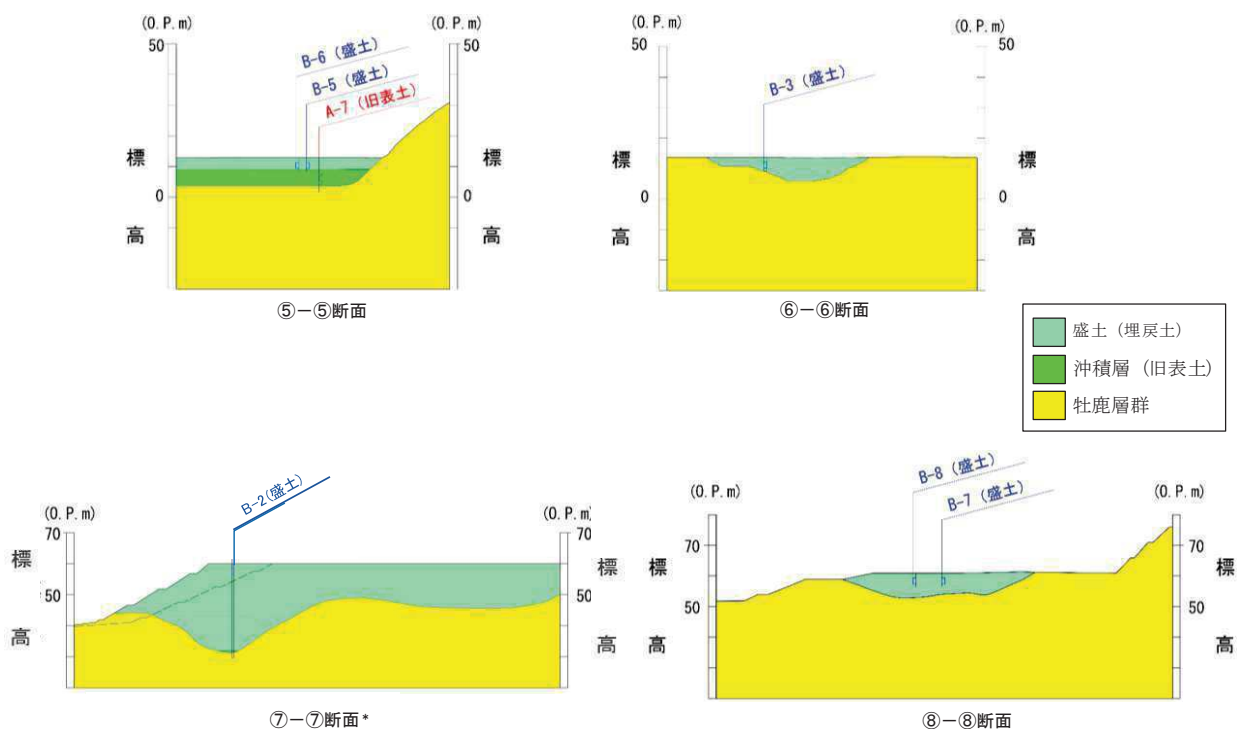 (O.P.m)
(O.P.m)
50
50
B-6 (盛土)
B-5 (盛土)
A-7 (旧表土)
標
標
0
0
高
高
⑤－⑤断面
(O.P.m)
(O.P.m)
50
50
B-3 (盛土)
標
標
0
0
高
高
⑥－⑥断面
盛土 (埋戻土)
沖積層 (旧表土)
牡鹿層群
(O.P.m)
(O.P.m)
70
70
B-2(盛土)
標
標
50
50
高
高
⑦－⑦断面*
(O.P.m)
(O.P.m)
B-8 (盛土)
B-7 (盛土)
70
70
標
標
50
50
高
高
⑧－⑧断面